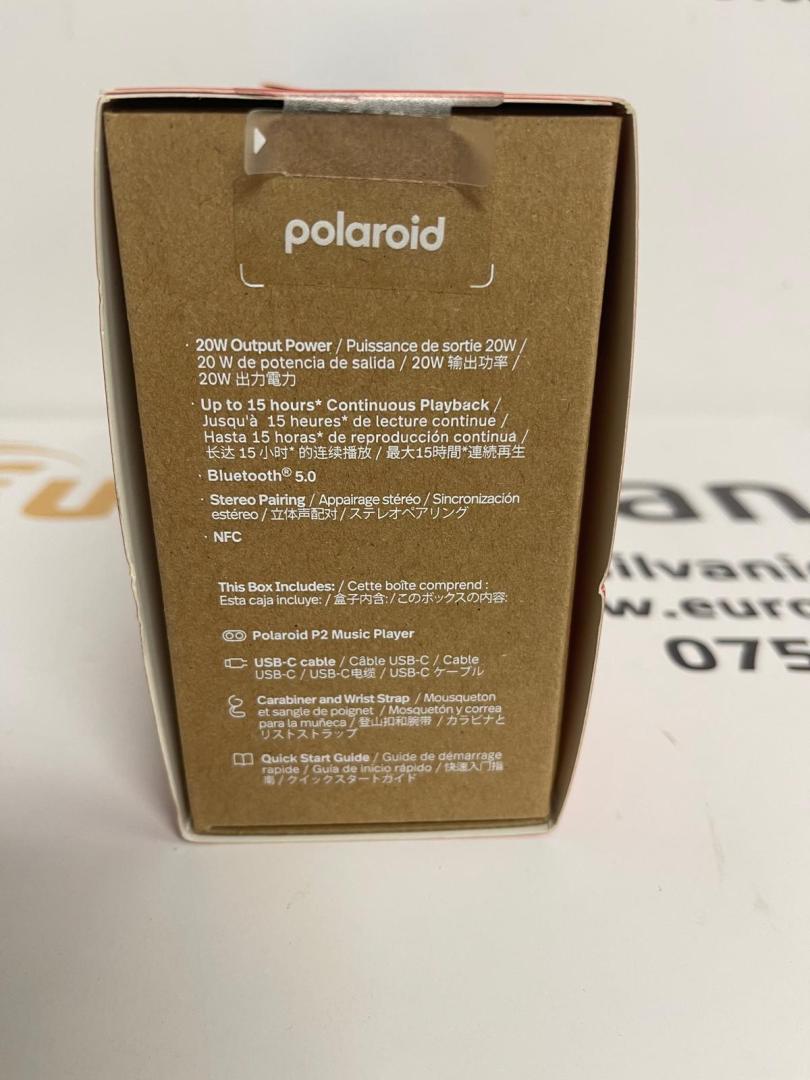 polaroid
· 20W Output Power / Puissance de sortie 20W /
20 W de potencia de salida / 20W 输出功率 /
20W 出力電力
· Up to 15 hours* Continuous Playback /
Jusqu'à 15 heures* de lecture continue /
Hasta 15 horas* de reproducción continua /
长达 15 小时* 的连续播放 / 最大15時間*連続再生
· Bluetooth® 5.0
· Stereo Pairing / Appairage stéréo / Sincronización
estéreo / 立体声配对 / ステレオペアリング
· NFC
This Box Includes: / Cette boîte comprend :
Esta caja incluye: / 盒子内含: / このボックスの内容:
Polaroid P2 Music Player
USB-C cable / Câble USB-C / Cable
USB-C / USB-C电缆 / USB-C ケーブル
Carabiner and Wrist Strap / Mousqueton
et sangle de poignet / Mosquetón y correa
para la muñeca / 登山扣和腕带 / カラビナと
リストストラップ
Quick Start Guide / Guide de démarrage
rapide / Guía de inicio rápido / 快速入门指
南 / クイックスタートガイド
an
ilvani
w.euro
075